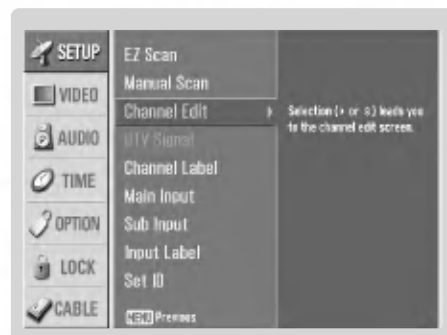 SETUP
VIDEO
AUDIO
TIME
OPTION
LOCK
CABLE
EZ Scan
Manual Scan
Channel Edit
DTV Signal
Channel Label
Main Input
Sub Input
Input Label
Set ID
MENU Previous
Selection ( or ) leads you
to the channel edit screen.